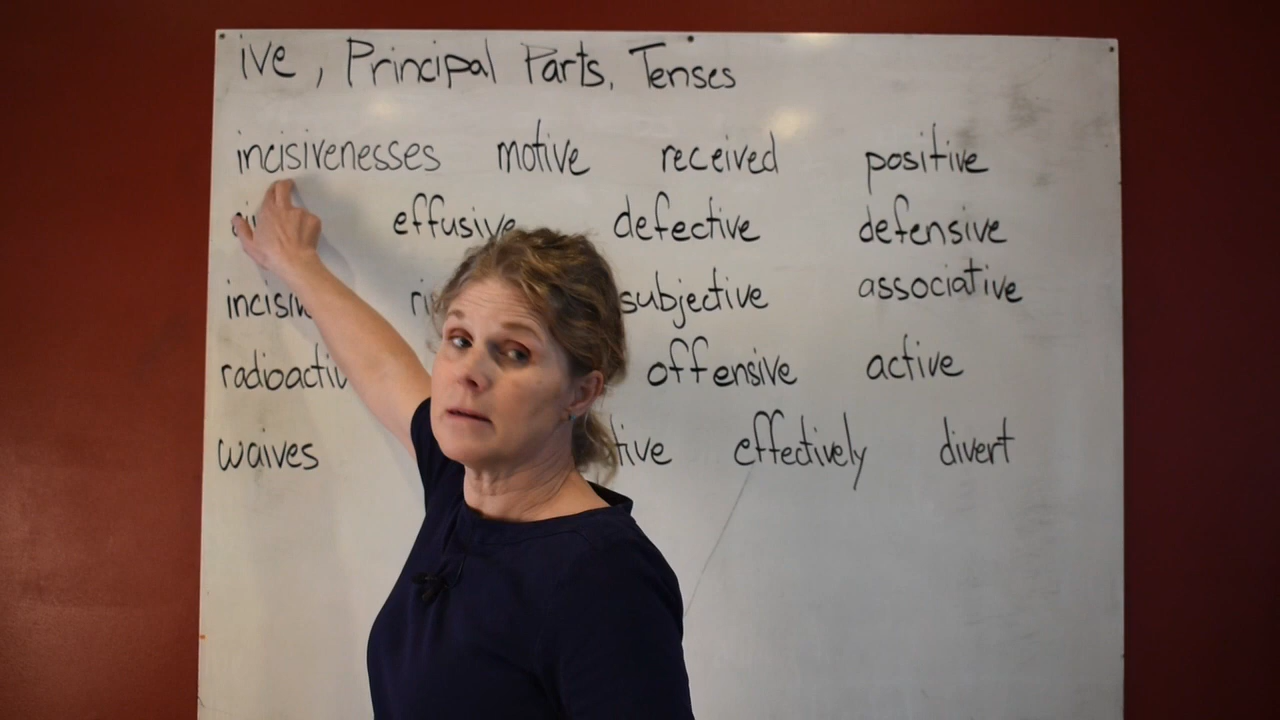 ive, Principal Parts, Tenses
incisivenesses motive received positive
effusive defective defensive
subjective associative
offensive active
waives effectively divert